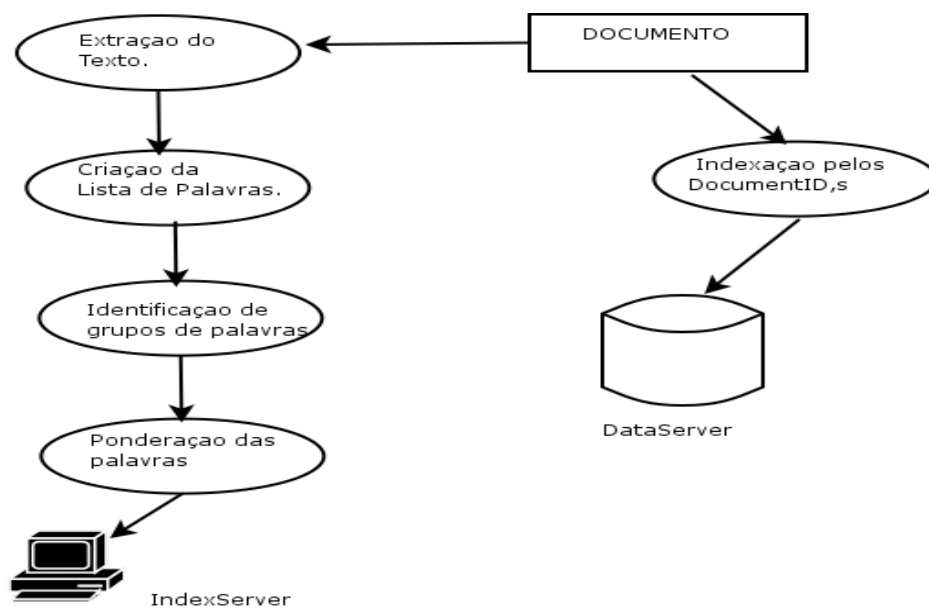 DOCUMENTO
Extraçao do
Texto.
Criaçao da
Lista de Palavras.
Identificaçao de
grupos de palavras
Ponderaçao das
palavras
IndexServer
Indexaçao pelos
DocumentID,s
DataServer